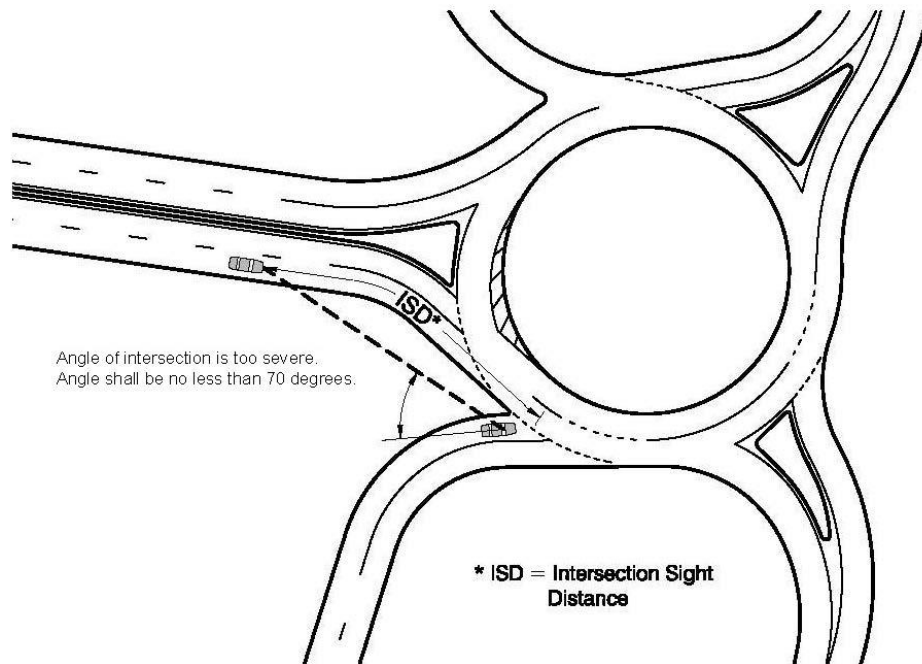 ISD*
Angle of intersection is too severe.
Angle shall be no less than 70 degrees.
* ISD = Intersection Sight
Distance